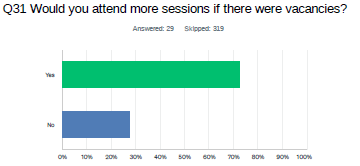 Q31 Would you attend more sessions if there were vacancies?
Answered: 29 Skipped: 319
Yes
No
0% 10% 20% 30% 40% 50% 60% 70% 80% 90% 100%